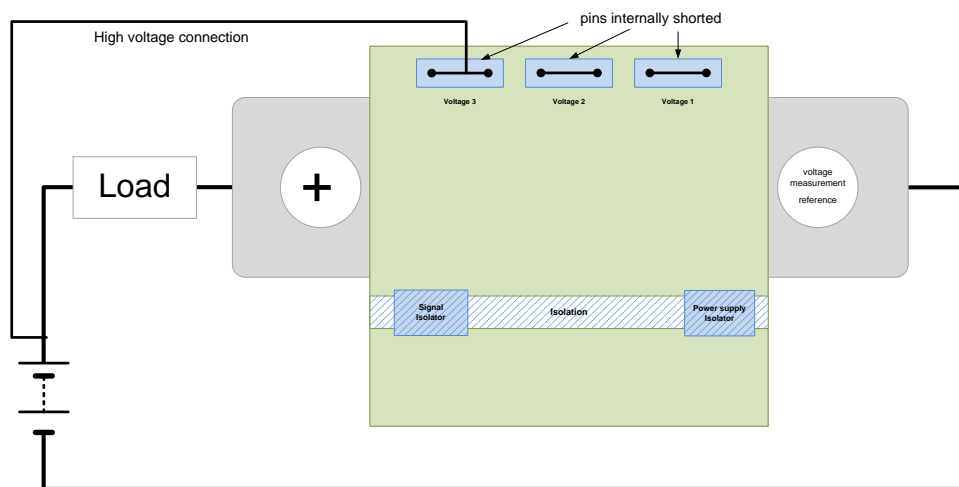 pins internally shorted
High voltage connection
Voltage 3
Voltage 2
Voltage 1
Load
+
voltage
measurement
reference
Signal
Isolator
Isolation
Power supply
Isolator